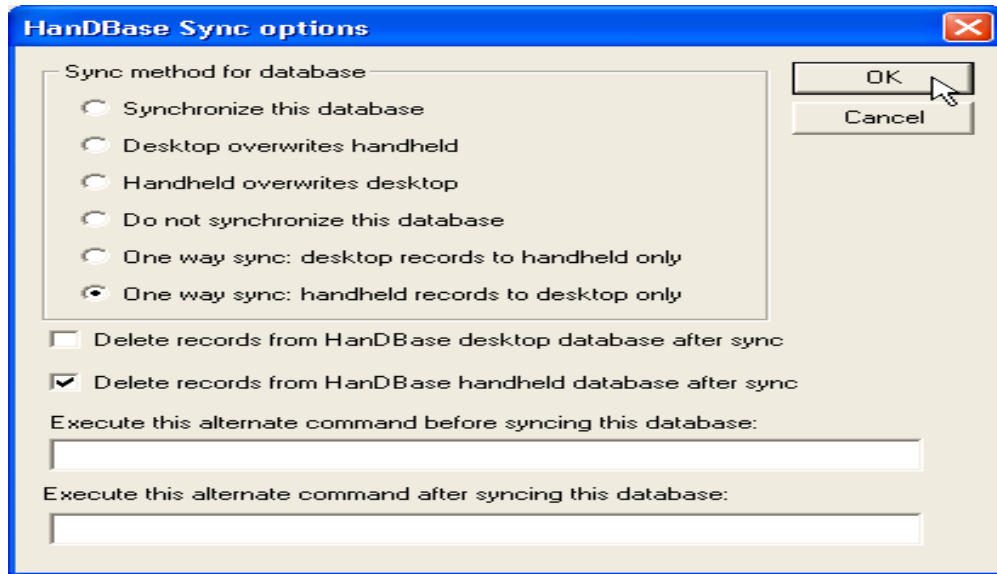 HanDBase Sync options
Sync method for database
Synchronize this database
Desktop overwrites handheld
Handheld overwrites desktop
Do not synchronize this database
One way sync: desktop records to handheld only
One way sync: handheld records to desktop only
OK
Cancel
Delete records from HanDBase desktop database after sync
Delete records from HanDBase handheld database after sync
Execute this alternate command before syncing this database:
Execute this alternate command after syncing this database: